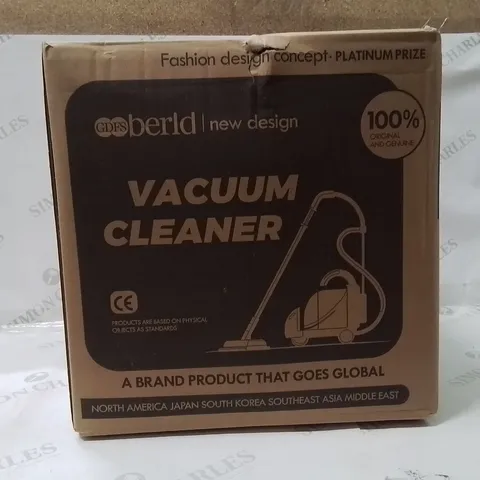 Fashion design concept · PLATINUM PRIZE
GDFS berld | new design
100%
ORIGINAL
AND GENUINE
VACUUM
CLEANER
CE
PRODUCTS ARE BASED ON PHYSICAL
OBJECTS AS STANDARDS
A BRAND PRODUCT THAT GOES GLOBAL
NORTH AMERICA JAPAN SOUTH KOREA SOUTHEAST ASIA MIDDLE EAST